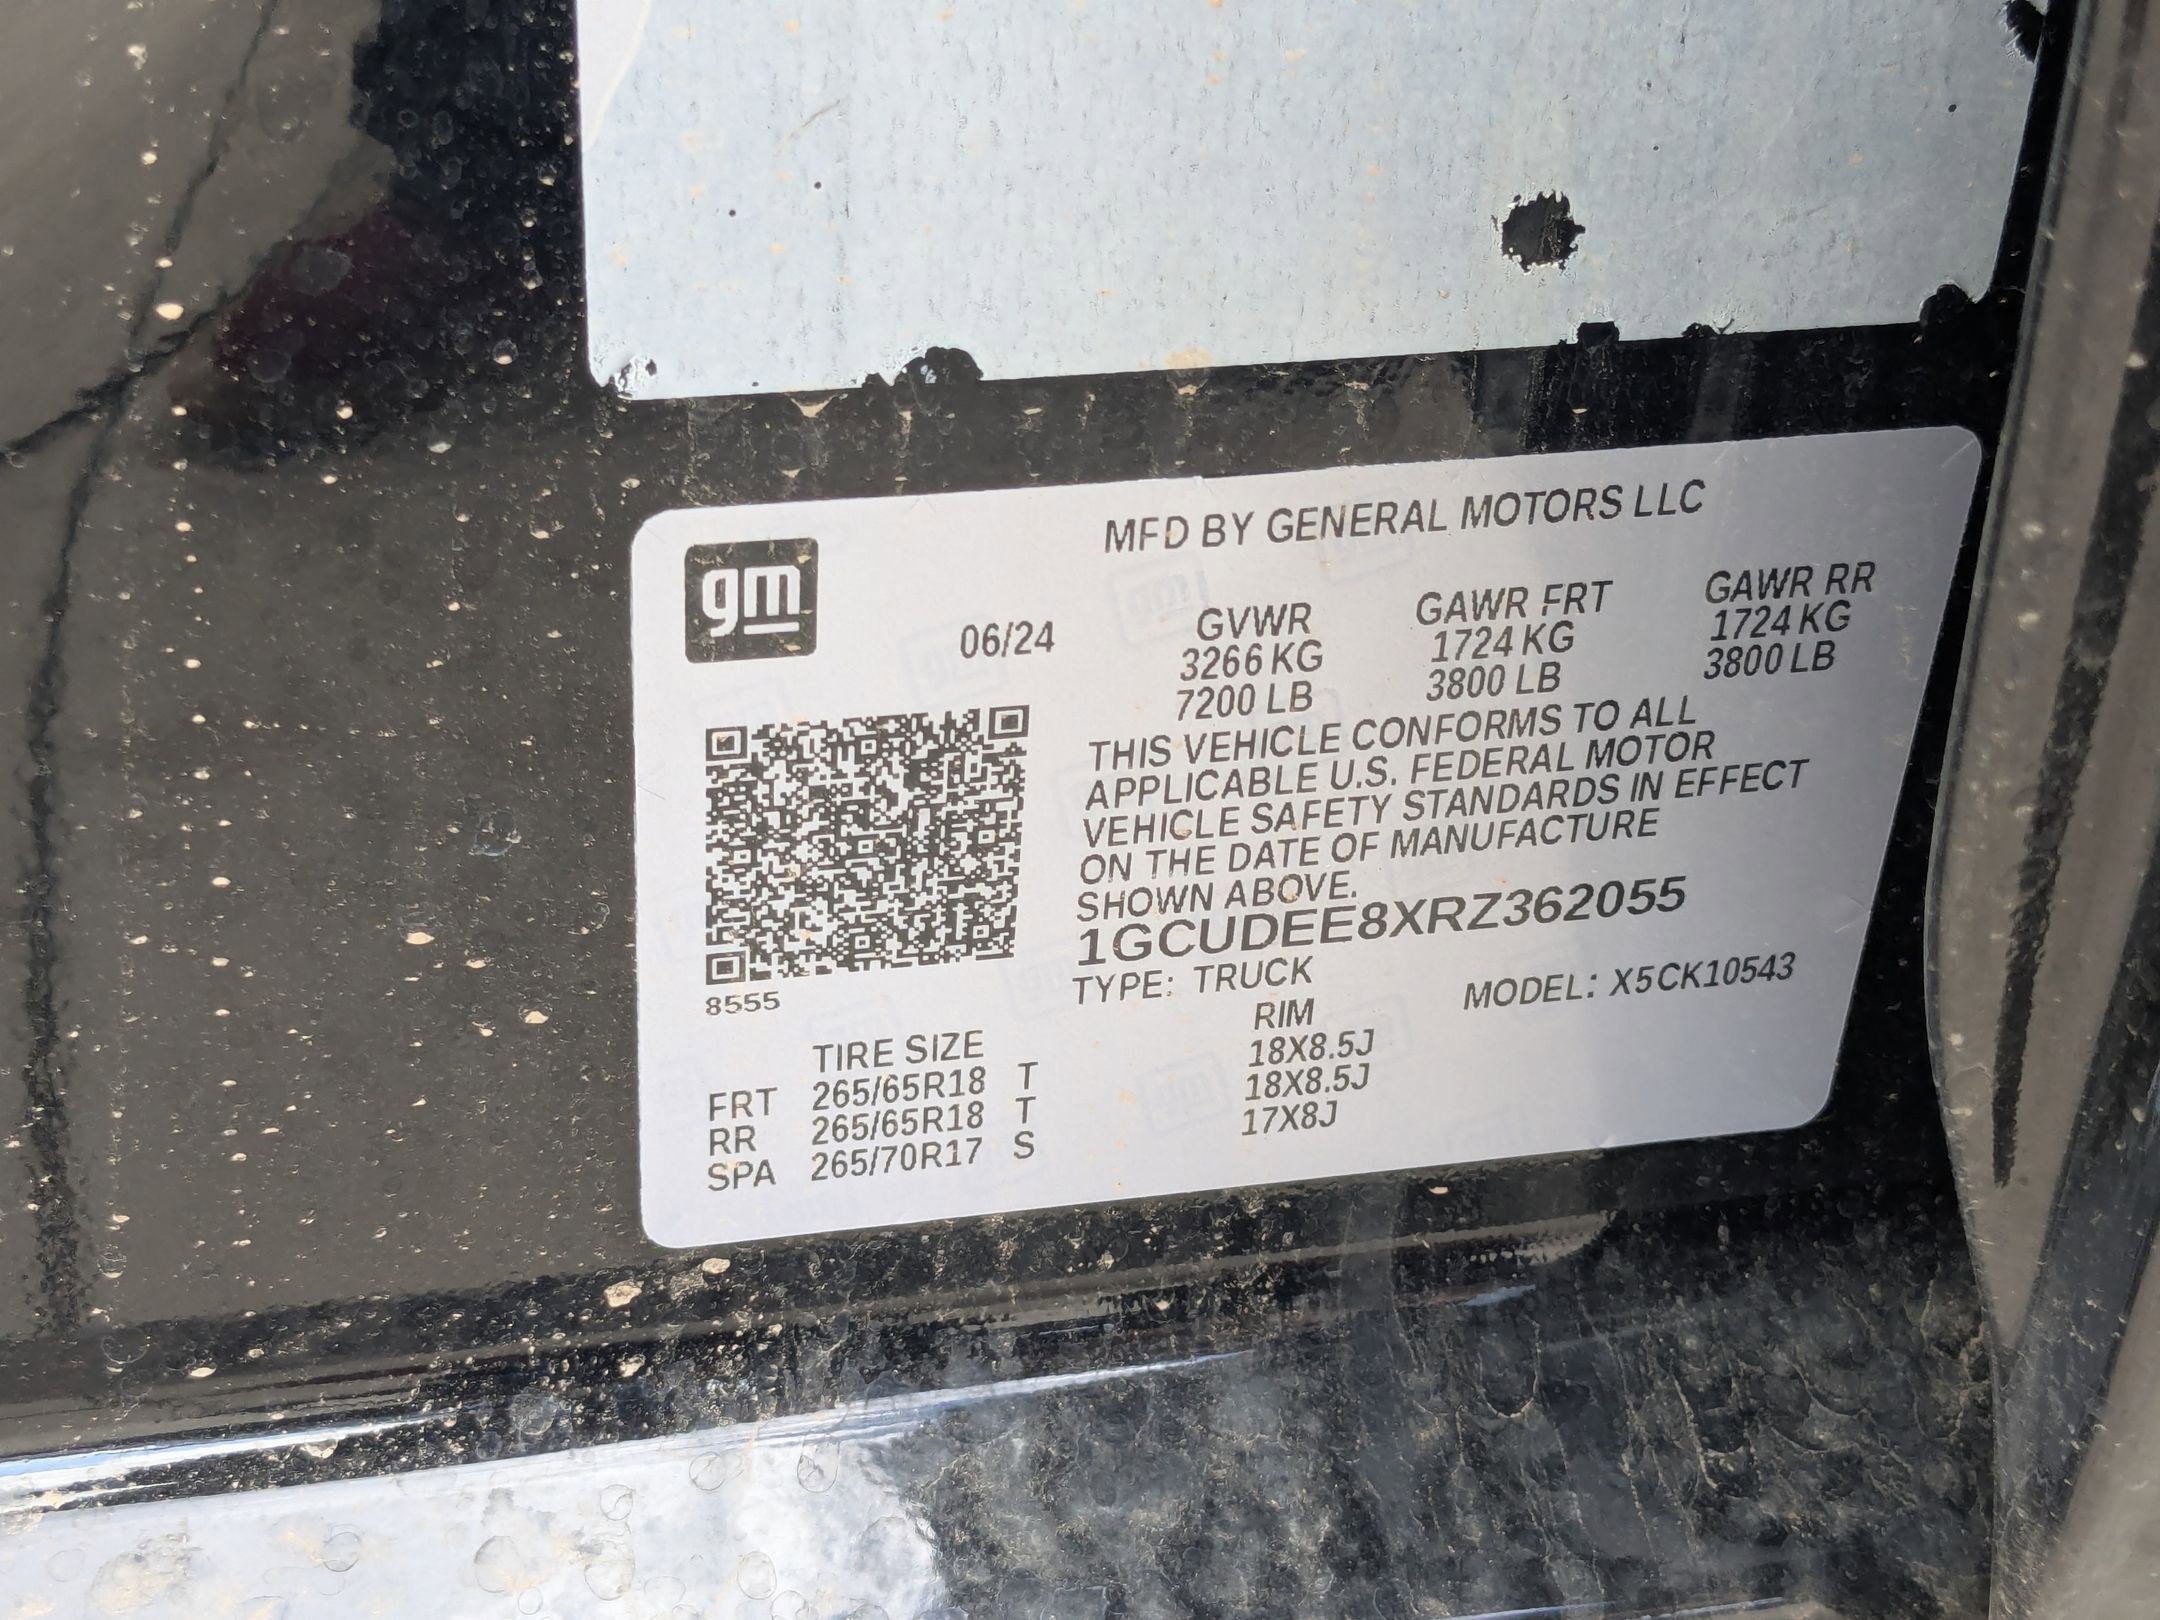 gm
MFD BY GENERAL MOTORS LLC
06/24
GVWR GAWR FRT GAWR RR
3266 KG 1724 KG 1724 KG
7200 LB 3800 LB 3800 LB
THIS VEHICLE CONFORMS TO ALL
APPLICABLE U.S. FEDERAL MOTOR
VEHICLE SAFETY STANDARDS IN EFFECT
ON THE DATE OF MANUFACTURE
SHOWN ABOVE.
1GCUDEE8XRZ362055
8555
TYPE: TRUCK MODEL: X5CK10543
TIRE SIZE RIM
FRT 265/65R18 T 18X8.5J
RR 265/65R18 T 18X8.5J
SPA 265/70R17 S 17X8J